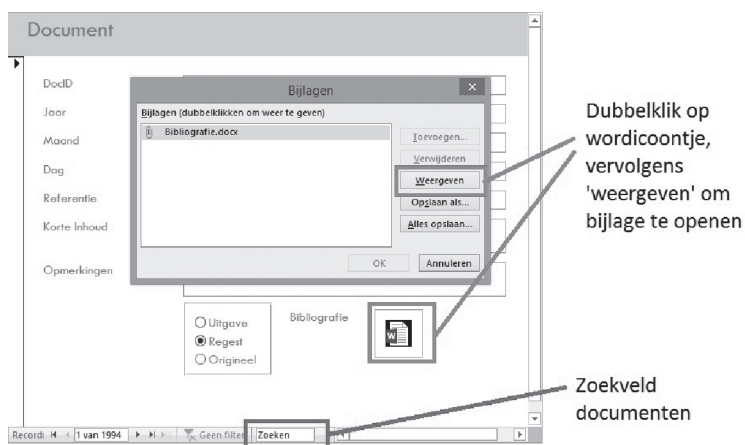 Document
DocID
Jaar
Maand
Dag
Referentie
Korte Inhoud
Opmerkingen
Bijlagen
Bijlagen (dubbelklikken om weer te geven)
Bibliografie.docx
Toevoegen...
Verwijderen
Weergeven
Opslaan als...
Alles opslaan...
OK
Annuleren
Uitgave
Regest
Origineel
Bibliografie
W
Record: 1 van 1994
Geen filter
Zoeken
Dubbelklik op
wordicoontje,
vervolgens
'weergeven' om
bijlage te openen
Zoekveld
documenten